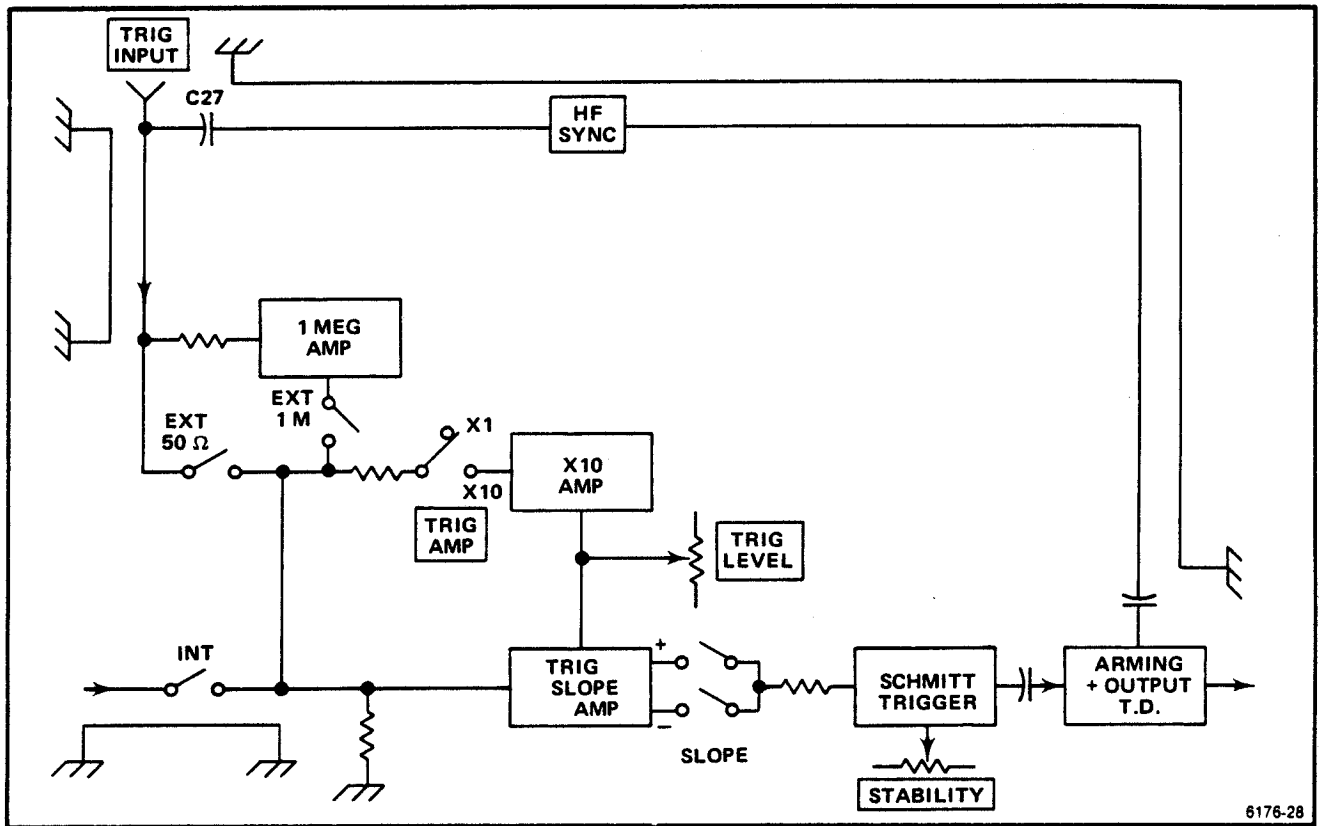 TRIG
INPUT
C27
HF
SYNC
1 MEG
AMP
EXT
1 M
EXT
50 Ω
X1
X10
X10
AMP
TRIG
AMP
TRIG
LEVEL
INT
TRIG
SLOPE
AMP
+
−
SLOPE
SCHMITT
TRIGGER
STABILITY
ARMING
+ OUTPUT
T.D.
6176-28